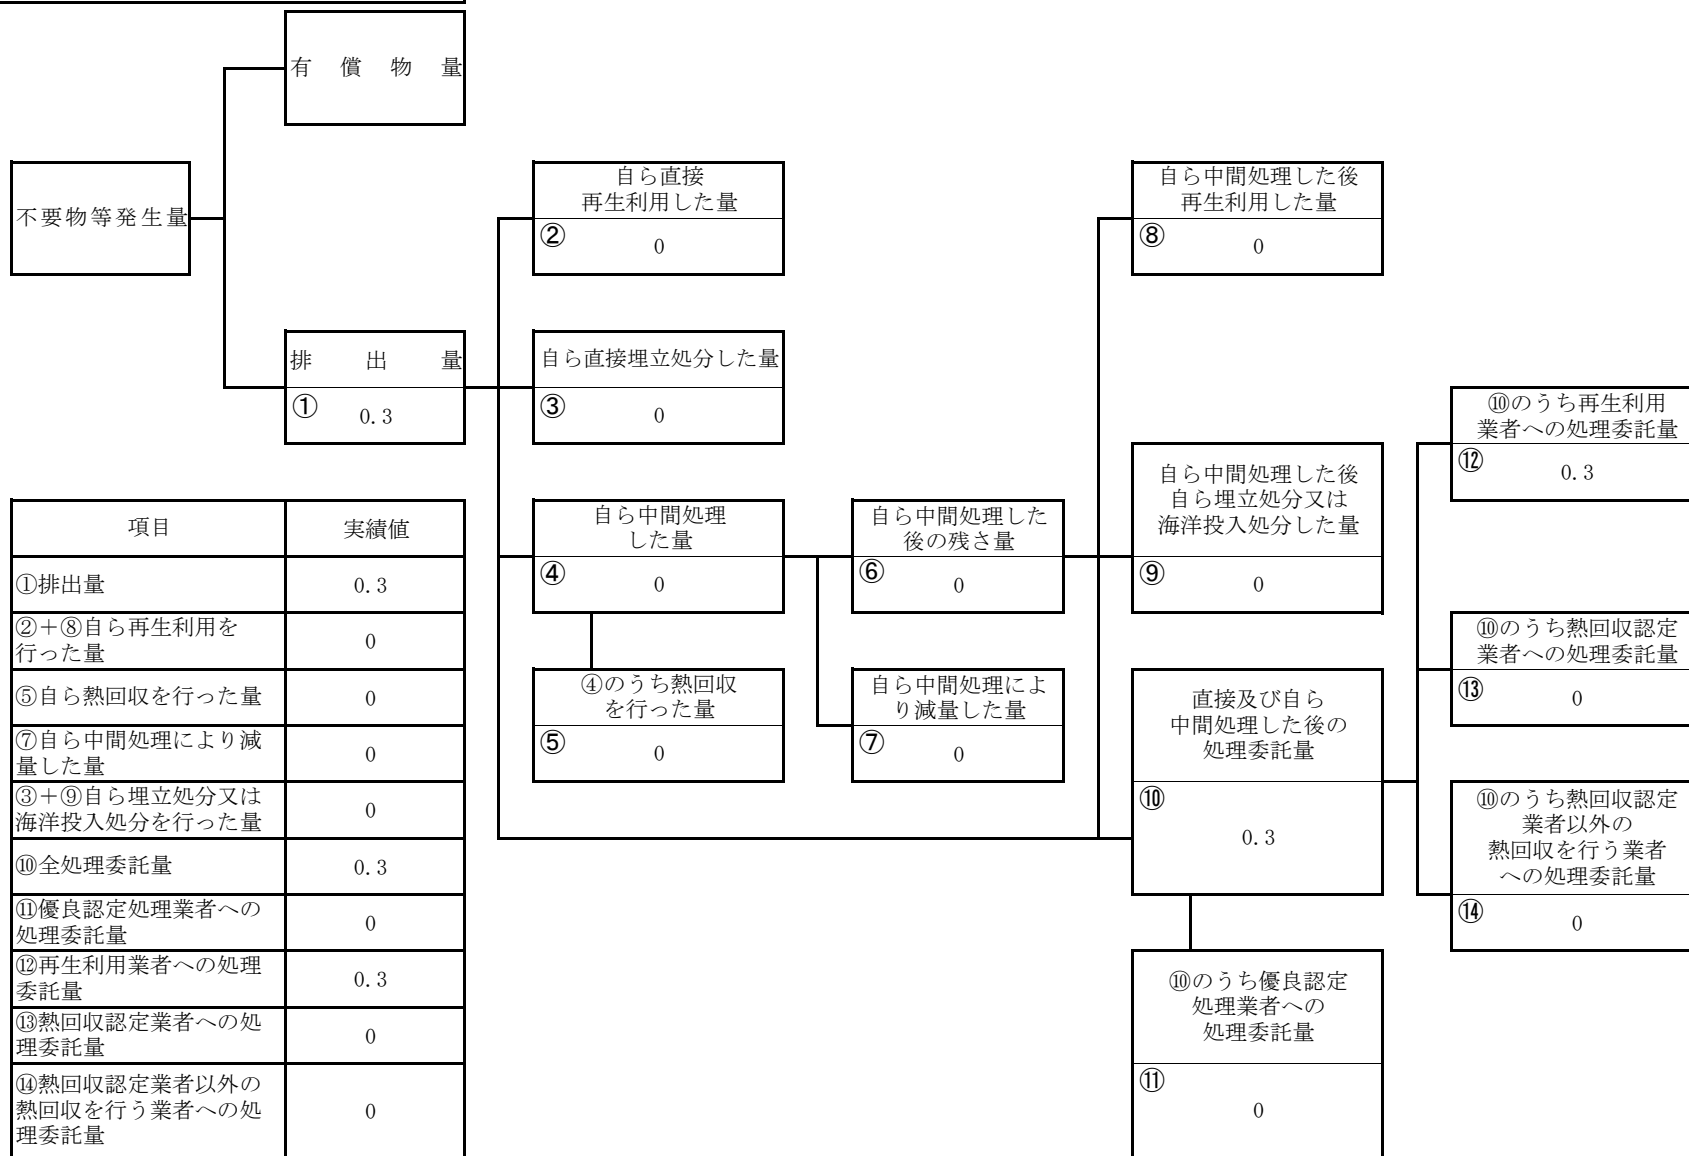 有償物量
不要物等発生量
排出量
①
0.3
自ら直接
再生利用した量
②
0
自ら直接埋立処分した量
③
0
自ら中間処理
した量
④
0
④のうち熱回収
を行った量
⑤
0
自ら中間処理した
後の残さ量
⑥
0
自ら中間処理によ
り減量した量
⑦
0
自ら中間処理した後
再生利用した量
⑧
0
自ら中間処理した後
自ら埋立処分又は
海洋投入処分した量
⑨
0
直接及び自ら
中間処理した後の
処理委託量
⑩
0.3
⑩のうち優良認定
処理業者への
処理委託量
⑪
0
⑩のうち再生利用
業者への処理委託量
⑫
0.3
⑩のうち熱回収認定
業者への処理委託量
⑬
0
⑩のうち熱回収認定
業者以外の
熱回収を行う業者
への処理委託量
⑭
0
項目 実績値
①排出量 0.3
②＋⑧自ら再生利用を
行った量 0
⑤自ら熱回収を行った量 0
⑦自ら中間処理により減
量した量 0
③＋⑨自ら埋立処分又は
海洋投入処分を行った量 0
⑩全処理委託量 0.3
⑪優良認定処理業者への
処理委託量 0
⑫再生利用業者への処理
委託量 0.3
⑬熱回収認定業者への処
理委託量 0
⑭熱回収認定業者以外の
熱回収を行う業者への処
理委託量 0